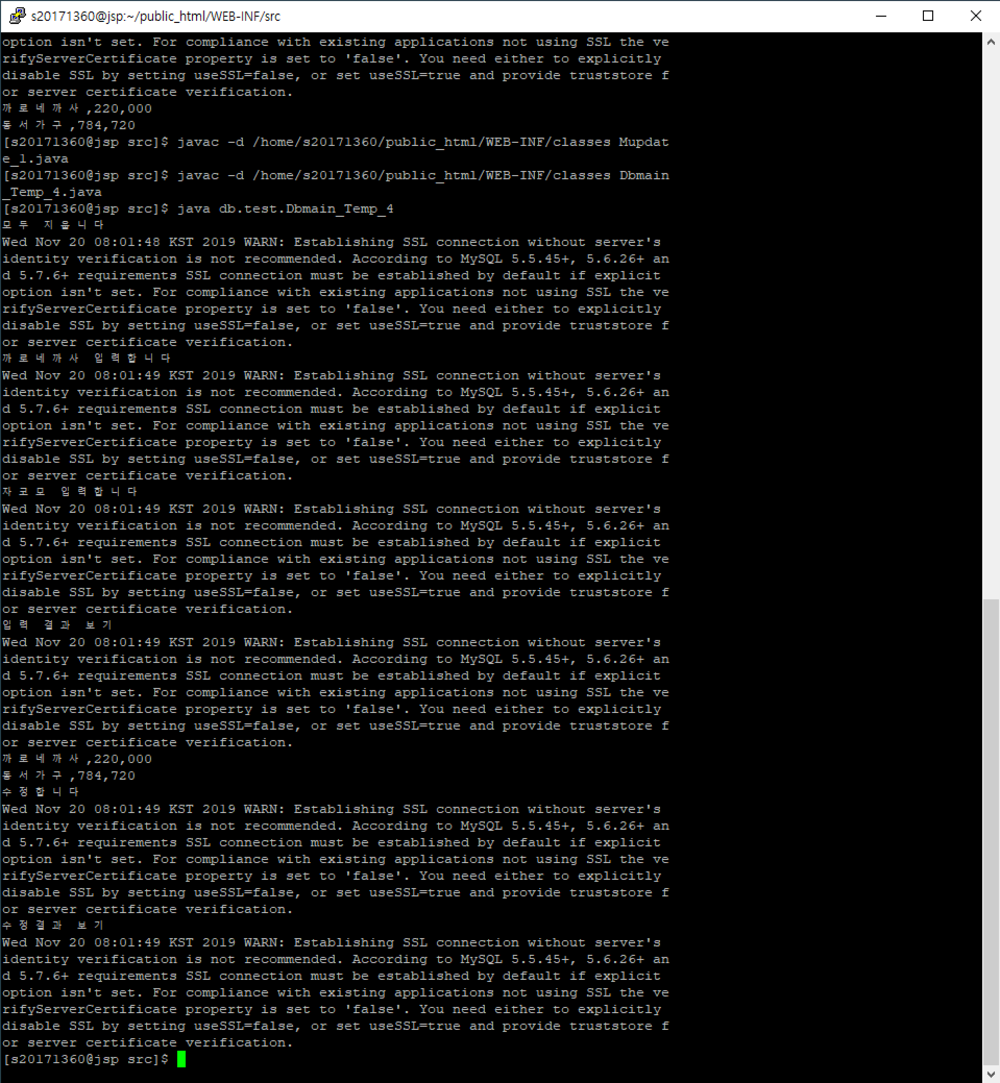 s20171360@jsp:~/public_html/WEB-INF/src
option isn't set. For compliance with existing applications not using SSL the ve
rifyServerCertificate property is set to 'false'. You need either to explicitly
disable SSL by setting useSSL=false, or set useSSL=true and provide truststore f
or server certificate verification.
까로네까사,220,000
동서가구,784,720
[s20171360@jsp src]$ javac -d /home/s20171360/public_html/WEB-INF/classes Mupdat
e_1.java
[s20171360@jsp src]$ javac -d /home/s20171360/public_html/WEB-INF/classes Dbmain
_Temp_4.java
[s20171360@jsp src]$ java db.test.Dbmain_Temp_4
모두 지웁니다
Wed Nov 20 08:01:48 KST 2019 WARN: Establishing SSL connection without server's
identity verification is not recommended. According to MySQL 5.5.45+, 5.6.26+ an
d 5.7.6+ requirements SSL connection must be established by default if explicit
option isn't set. For compliance with existing applications not using SSL the ve
rifyServerCertificate property is set to 'false'. You need either to explicitly
disable SSL by setting useSSL=false, or set useSSL=true and provide truststore f
or server certificate verification.
까로네까사 입력합니다
Wed Nov 20 08:01:49 KST 2019 WARN: Establishing SSL connection without server's
identity verification is not recommended. According to MySQL 5.5.45+, 5.6.26+ an
d 5.7.6+ requirements SSL connection must be established by default if explicit
option isn't set. For compliance with existing applications not using SSL the ve
rifyServerCertificate property is set to 'false'. You need either to explicitly
disable SSL by setting useSSL=false, or set useSSL=true and provide truststore f
or server certificate verification.
자코모 입력합니다
Wed Nov 20 08:01:49 KST 2019 WARN: Establishing SSL connection without server's
identity verification is not recommended. According to MySQL 5.5.45+, 5.6.26+ an
d 5.7.6+ requirements SSL connection must be established by default if explicit
option isn't set. For compliance with existing applications not using SSL the ve
rifyServerCertificate property is set to 'false'. You need either to explicitly
disable SSL by setting useSSL=false, or set useSSL=true and provide truststore f
or server certificate verification.
입력 결과 보기
Wed Nov 20 08:01:49 KST 2019 WARN: Establishing SSL connection without server's
identity verification is not recommended. According to MySQL 5.5.45+, 5.6.26+ an
d 5.7.6+ requirements SSL connection must be established by default if explicit
option isn't set. For compliance with existing applications not using SSL the ve
rifyServerCertificate property is set to 'false'. You need either to explicitly
disable SSL by setting useSSL=false, or set useSSL=true and provide truststore f
or server certificate verification.
까로네까사,220,000
동서가구,784,720
수정합니다
Wed Nov 20 08:01:49 KST 2019 WARN: Establishing SSL connection without server's
identity verification is not recommended. According to MySQL 5.5.45+, 5.6.26+ an
d 5.7.6+ requirements SSL connection must be established by default if explicit
option isn't set. For compliance with existing applications not using SSL the ve
rifyServerCertificate property is set to 'false'. You need either to explicitly
disable SSL by setting useSSL=false, or set useSSL=true and provide truststore f
or server certificate verification.
수정결과 보기
Wed Nov 20 08:01:49 KST 2019 WARN: Establishing SSL connection without server's
identity verification is not recommended. According to MySQL 5.5.45+, 5.6.26+ an
d 5.7.6+ requirements SSL connection must be established by default if explicit
option isn't set. For compliance with existing applications not using SSL the ve
rifyServerCertificate property is set to 'false'. You need either to explicitly
disable SSL by setting useSSL=false, or set useSSL=true and provide truststore f
or server certificate verification.
[s20171360@jsp src]$